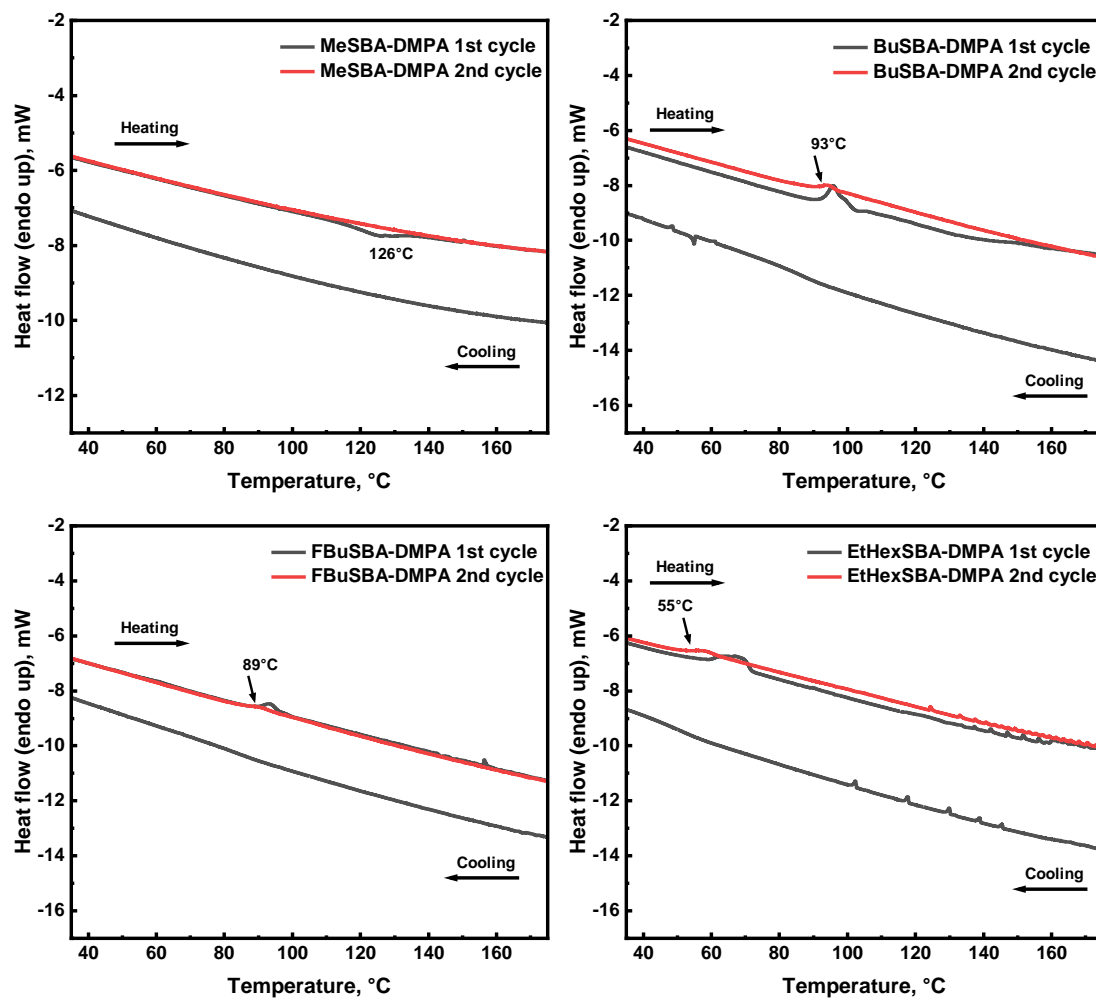 MeSBA-DMPA 1st cycle
MeSBA-DMPA 2nd cycle
Heating
126°C
Cooling
Heat flow (endo up), mW
-2
-4
-6
-8
-10
-12
40 60 80 100 120 140 160
Temperature, °C
BuSBA-DMPA 1st cycle
BuSBA-DMPA 2nd cycle
Heating
93°C
Cooling
Heat flow (endo up), mW
-2
-4
-6
-8
-10
-12
-14
-16
40 60 80 100 120 140 160
Temperature, °C
FBuSBA-DMPA 1st cycle
FBuSBA-DMPA 2nd cycle
Heating
89°C
Cooling
Heat flow (endo up), mW
-2
-4
-6
-8
-10
-12
-14
-16
40 60 80 100 120 140 160
Temperature, °C
EtHexSBA-DMPA 1st cycle
EtHexSBA-DMPA 2nd cycle
Heating
55°C
Cooling
Heat flow (endo up), mW
-2
-4
-6
-8
-10
-12
-14
-16
40 60 80 100 120 140 160
Temperature, °C